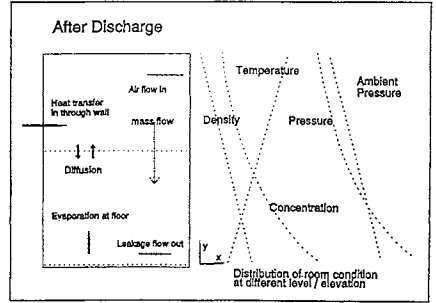 After Discharge
Air flow in
Heat transfer
in through wall
mass flow
Diffusion
Evaporation at floor
Leakage flow out
Temperature
Ambient
Pressure
Density
Pressure
Concentration
y
x
Distribution of room condition
at different level / elevation